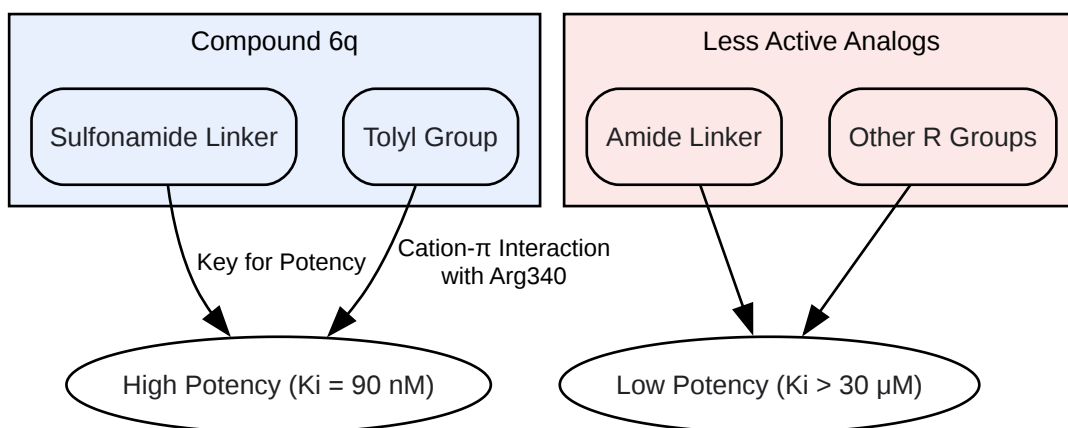 Compound 6q
Less Active Analogs
Sulfonamide Linker
Tolyl Group
Amide Linker
Other R Groups
Key for Potency
Cation-π Interaction
with Arg340
High Potency (Ki = 90 nM)
Low Potency (Ki > 30 μM)